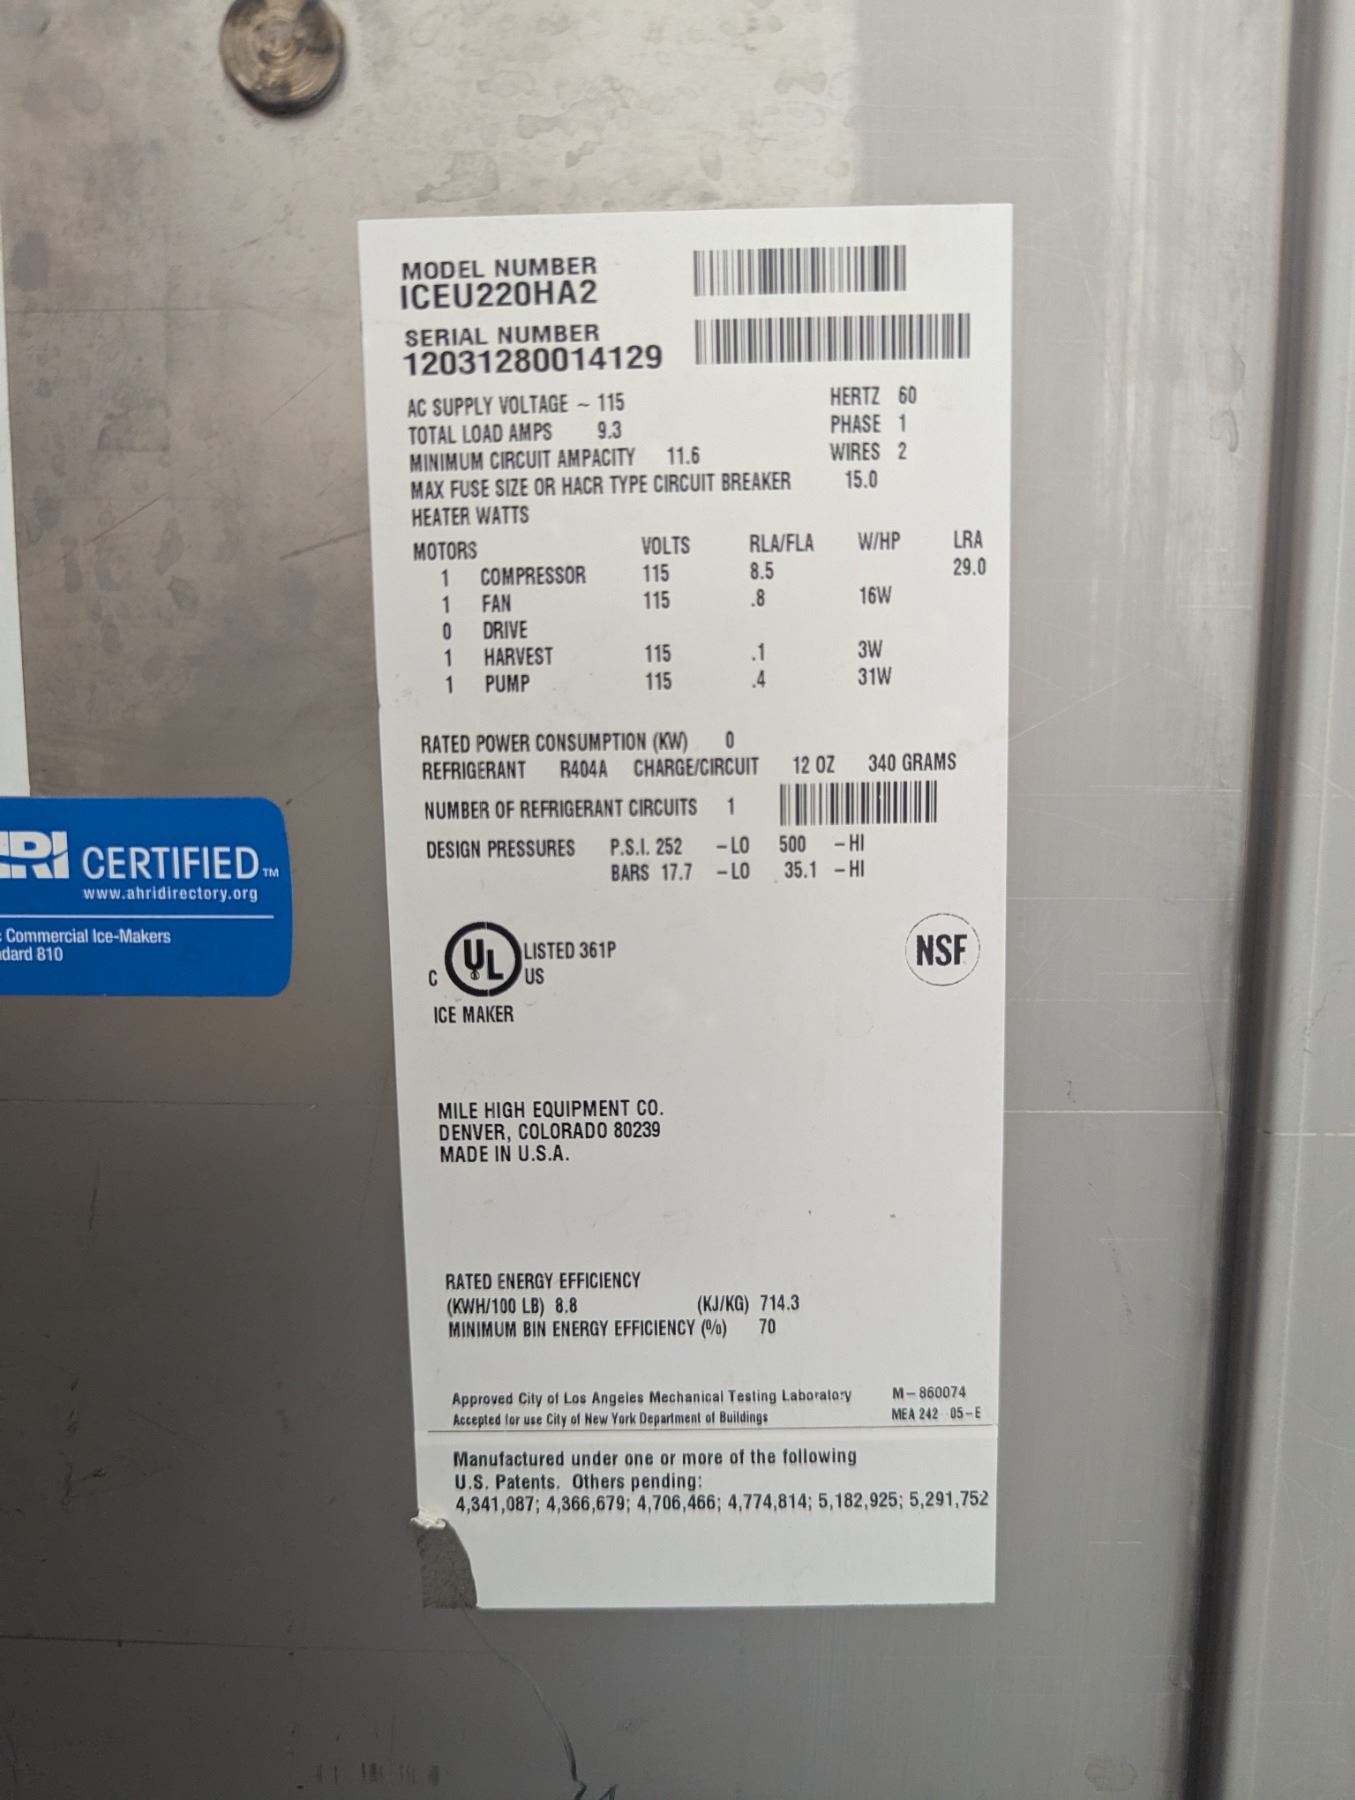 MODEL NUMBER
ICEU220HA2
SERIAL NUMBER
12031280014129
AC SUPPLY VOLTAGE ~ 115 HERTZ 60
TOTAL LOAD AMPS 9.3 PHASE 1
MINIMUM CIRCUIT AMPACITY 11.6 WIRES 2
MAX FUSE SIZE OR HACR TYPE CIRCUIT BREAKER 15.0
HEATER WATTS
MOTORS VOLTS RLA/FLA W/HP LRA
1 COMPRESSOR 115 8.5 29.0
1 FAN 115 .8 16W
0 DRIVE
1 HARVEST 115 .1 3W
1 PUMP 115 .4 31W
RATED POWER CONSUMPTION (KW) 0
REFRIGERANT R404A CHARGE/CIRCUIT 12 OZ 340 GRAMS
NUMBER OF REFRIGERANT CIRCUITS 1
DESIGN PRESSURES P.S.I. 252 -LO 500 -HI
BARS 17.7 -LO 35.1 -HI
CERTIFIED™
www.ahridirectory.org
Commercial Ice-Makers
810
C UL LISTED 361P
US
NSF
ICE MAKER
MILE HIGH EQUIPMENT CO.
DENVER, COLORADO 80239
MADE IN U.S.A.
RATED ENERGY EFFICIENCY
(KWH/100 LB) 8.8 (KJ/KG) 714.3
MINIMUM BIN ENERGY EFFICIENCY (%) 70
Approved City of Los Angeles Mechanical Testing Laboratory M-860074
Accepted for use City of New York Department of Buildings MEA 242 05-E
Manufactured under one or more of the following
U.S. Patents. Others pending:
4,341,087; 4,366,679; 4,706,466; 4,774,814; 5,182,925; 5,291,752